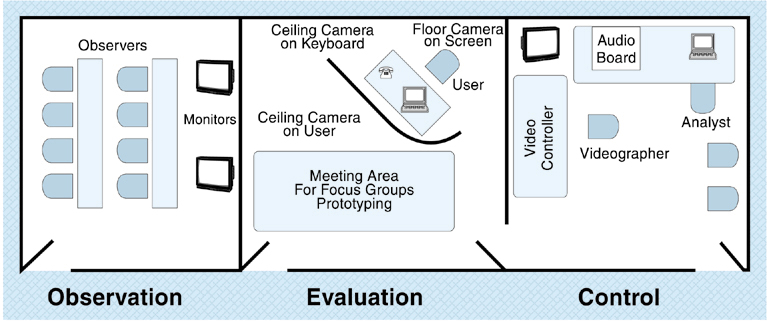 Observers
Monitors
Ceiling Camera
on Keyboard
Floor Camera
on Screen
User
Ceiling Camera
on User
Meeting Area
For Focus Groups
Prototyping
Audio
Board
Analyst
Video
Controller
Videographer
Observation
Evaluation
Control